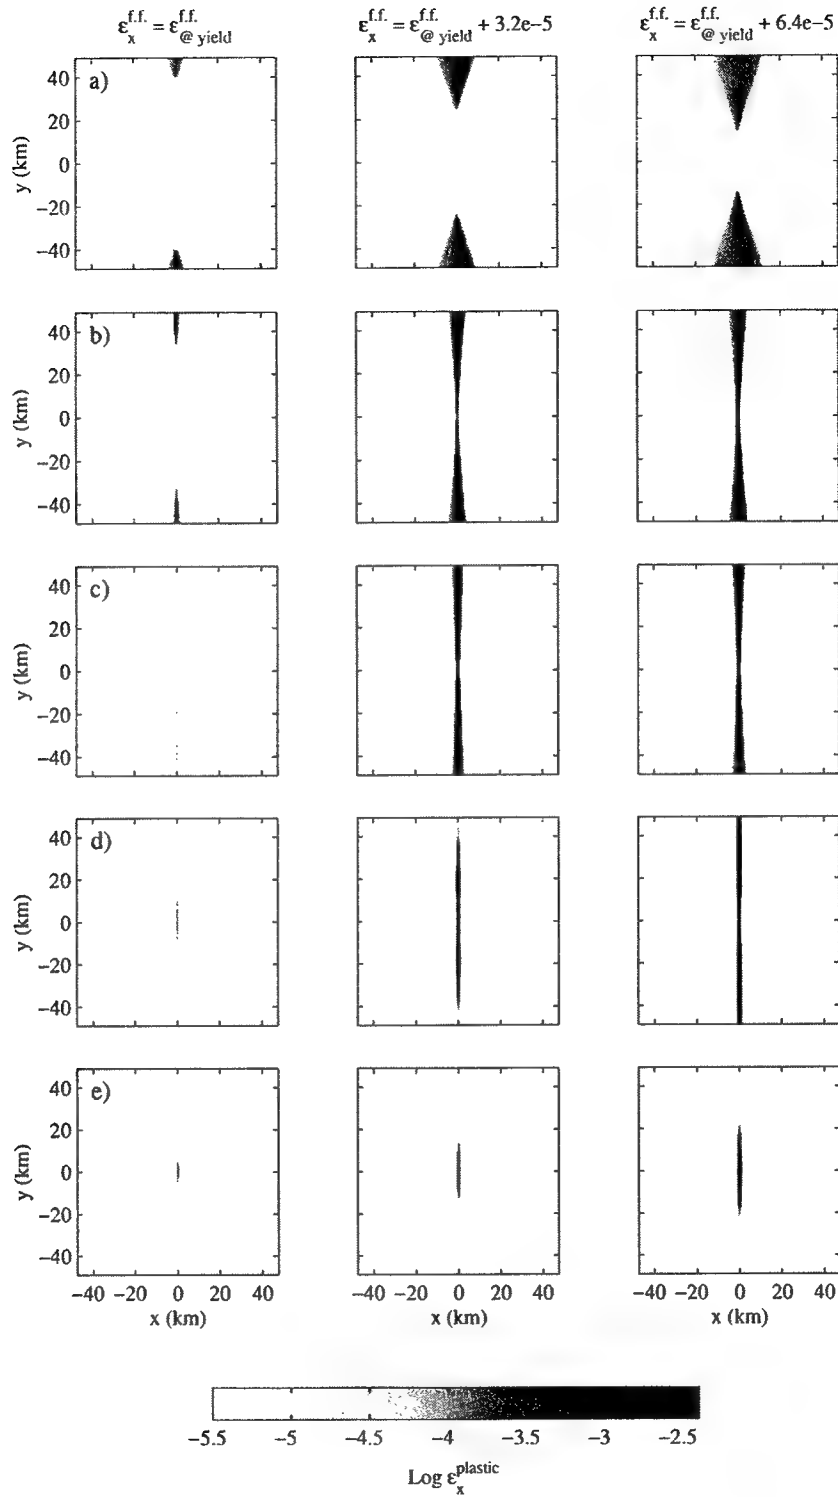 ε_x^f.f. = ε_@ yield^f.f.    ε_x^f.f. = ε_@ yield^f.f. + 3.2e−5    ε_x^f.f. = ε_@ yield^f.f. + 6.4e−5
a)
y (km)
40
20
0
−20
−40
b)
y (km)
40
20
0
−20
−40
c)
y (km)
40
20
0
−20
−40
d)
y (km)
40
20
0
−20
−40
e)
y (km)
40
20
0
−20
−40
−40 −20 0 20 40    −40 −20 0 20 40    −40 −20 0 20 40
x (km)    x (km)    x (km)
−5.5 −5 −4.5 −4 −3.5 −3 −2.5
Log ε_x^plastic